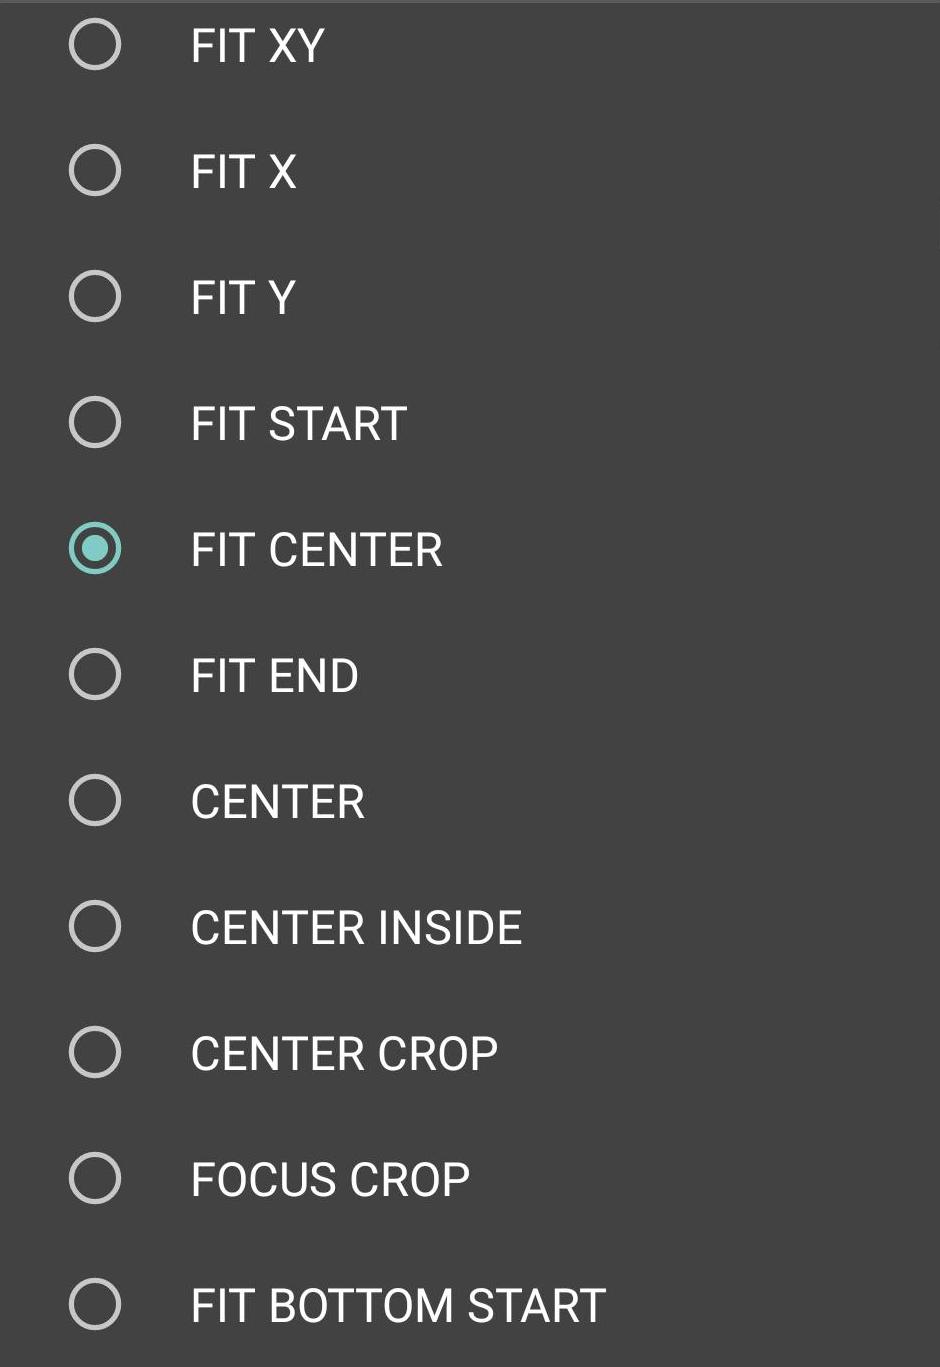 FIT XY
FIT X
FIT Y
FIT START
FIT CENTER
FIT END
CENTER
CENTER INSIDE
CENTER CROP
FOCUS CROP
FIT BOTTOM START